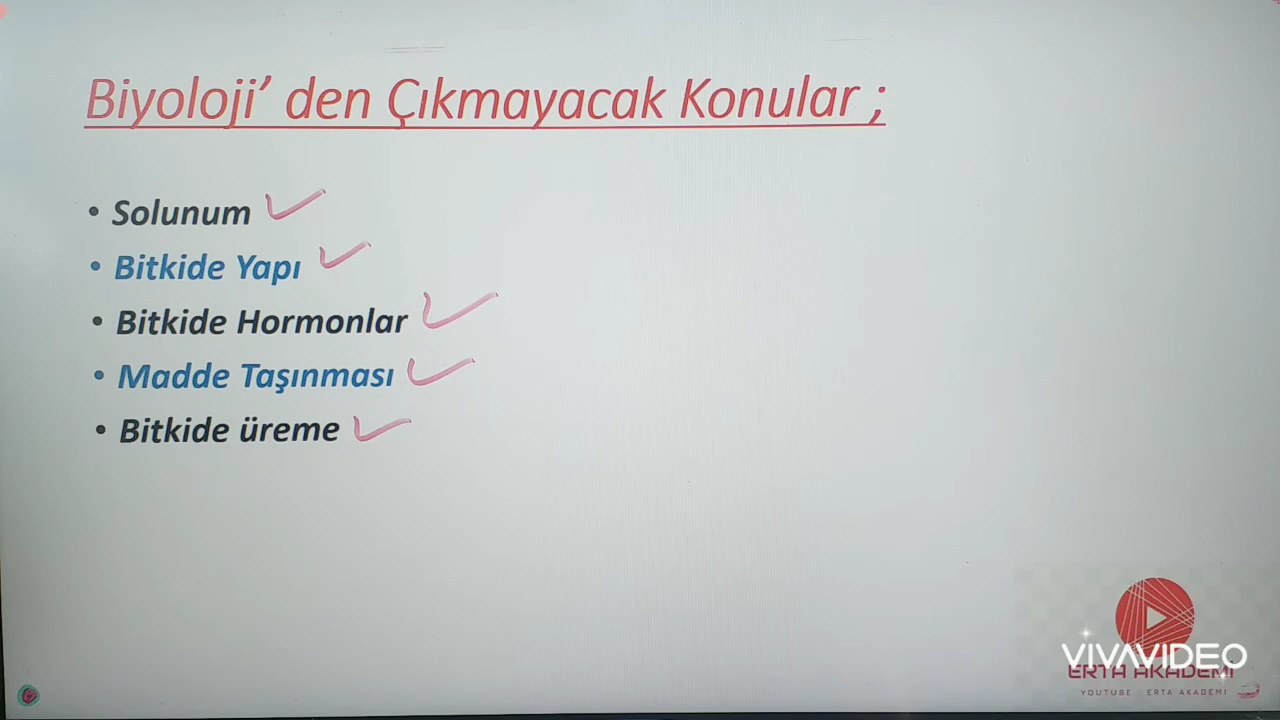 Biyoloji’ den Çıkmayacak Konular ;
• Solunum
• Bitkide Yapı
• Bitkide Hormonlar
• Madde Taşınması
• Bitkide üreme
VIVAVIDEO
ERTA AKADEMİ
YOUTUBE : ERTA AKADEMİ